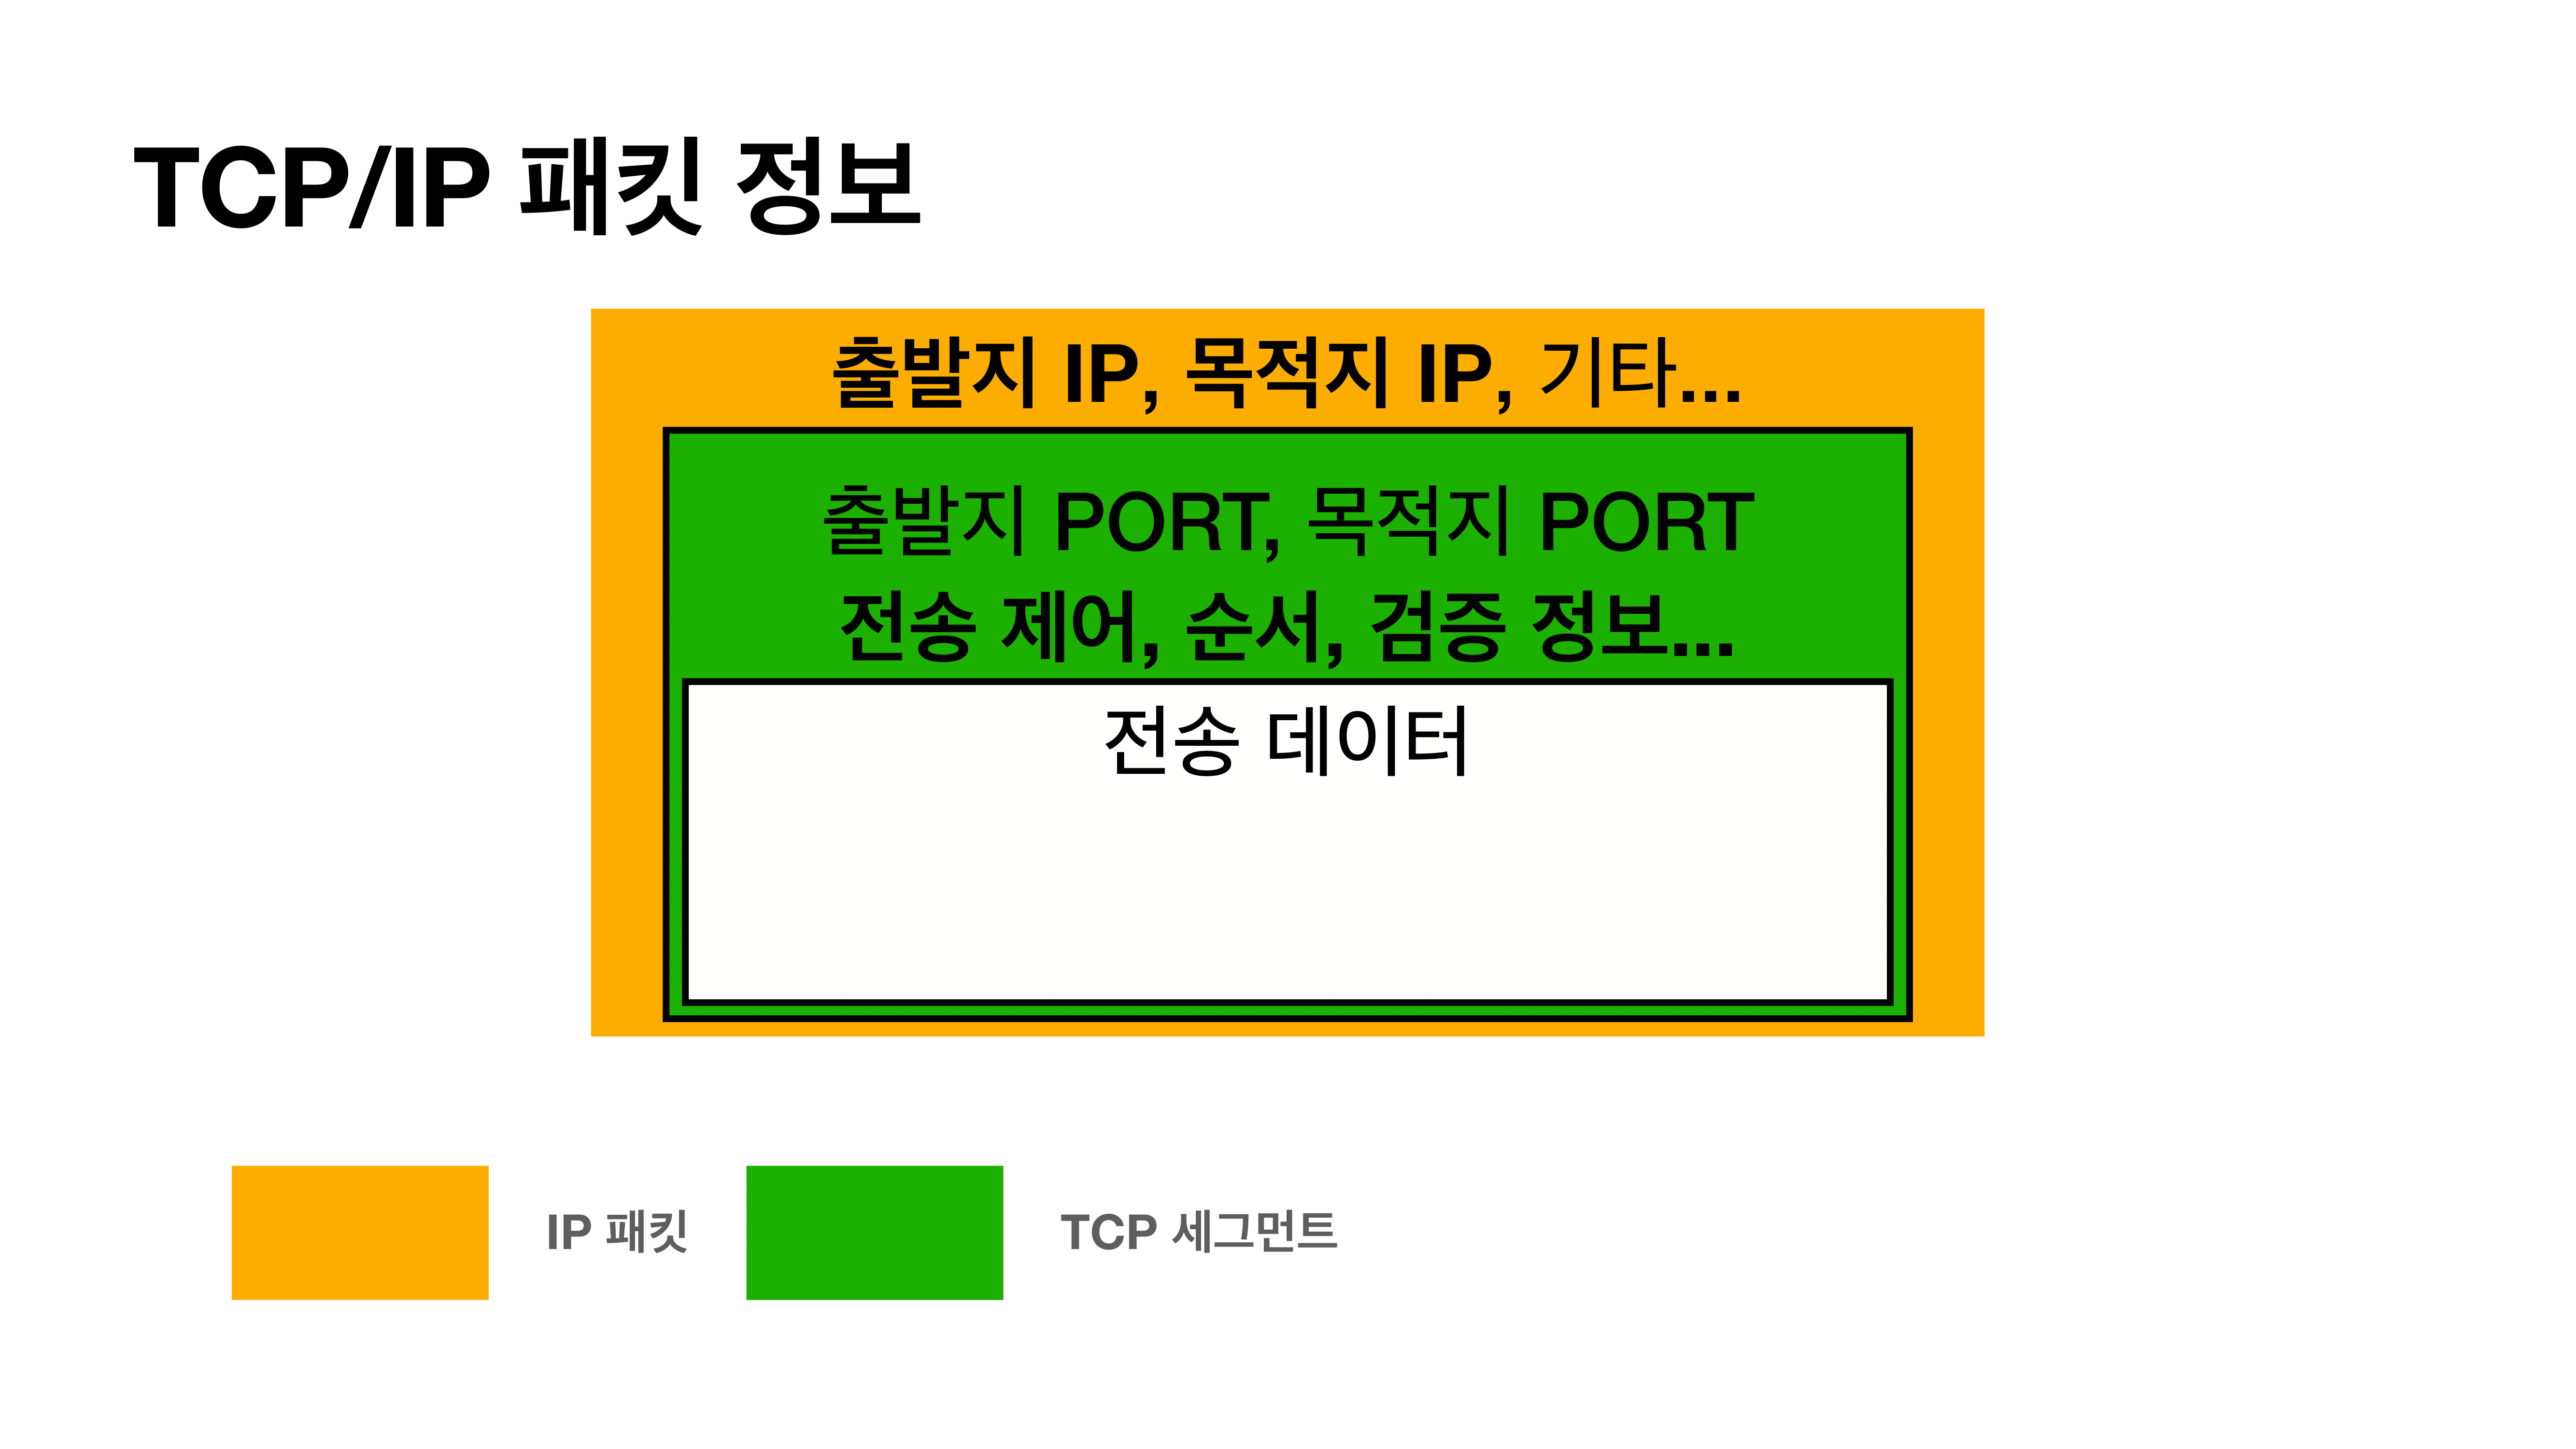 TCP/IP 패킷 정보
출발지 IP, 목적지 IP, 기타...
출발지 PORT, 목적지 PORT
전송 제어, 순서, 검증 정보...
전송 데이터
IP 패킷
TCP 세그먼트